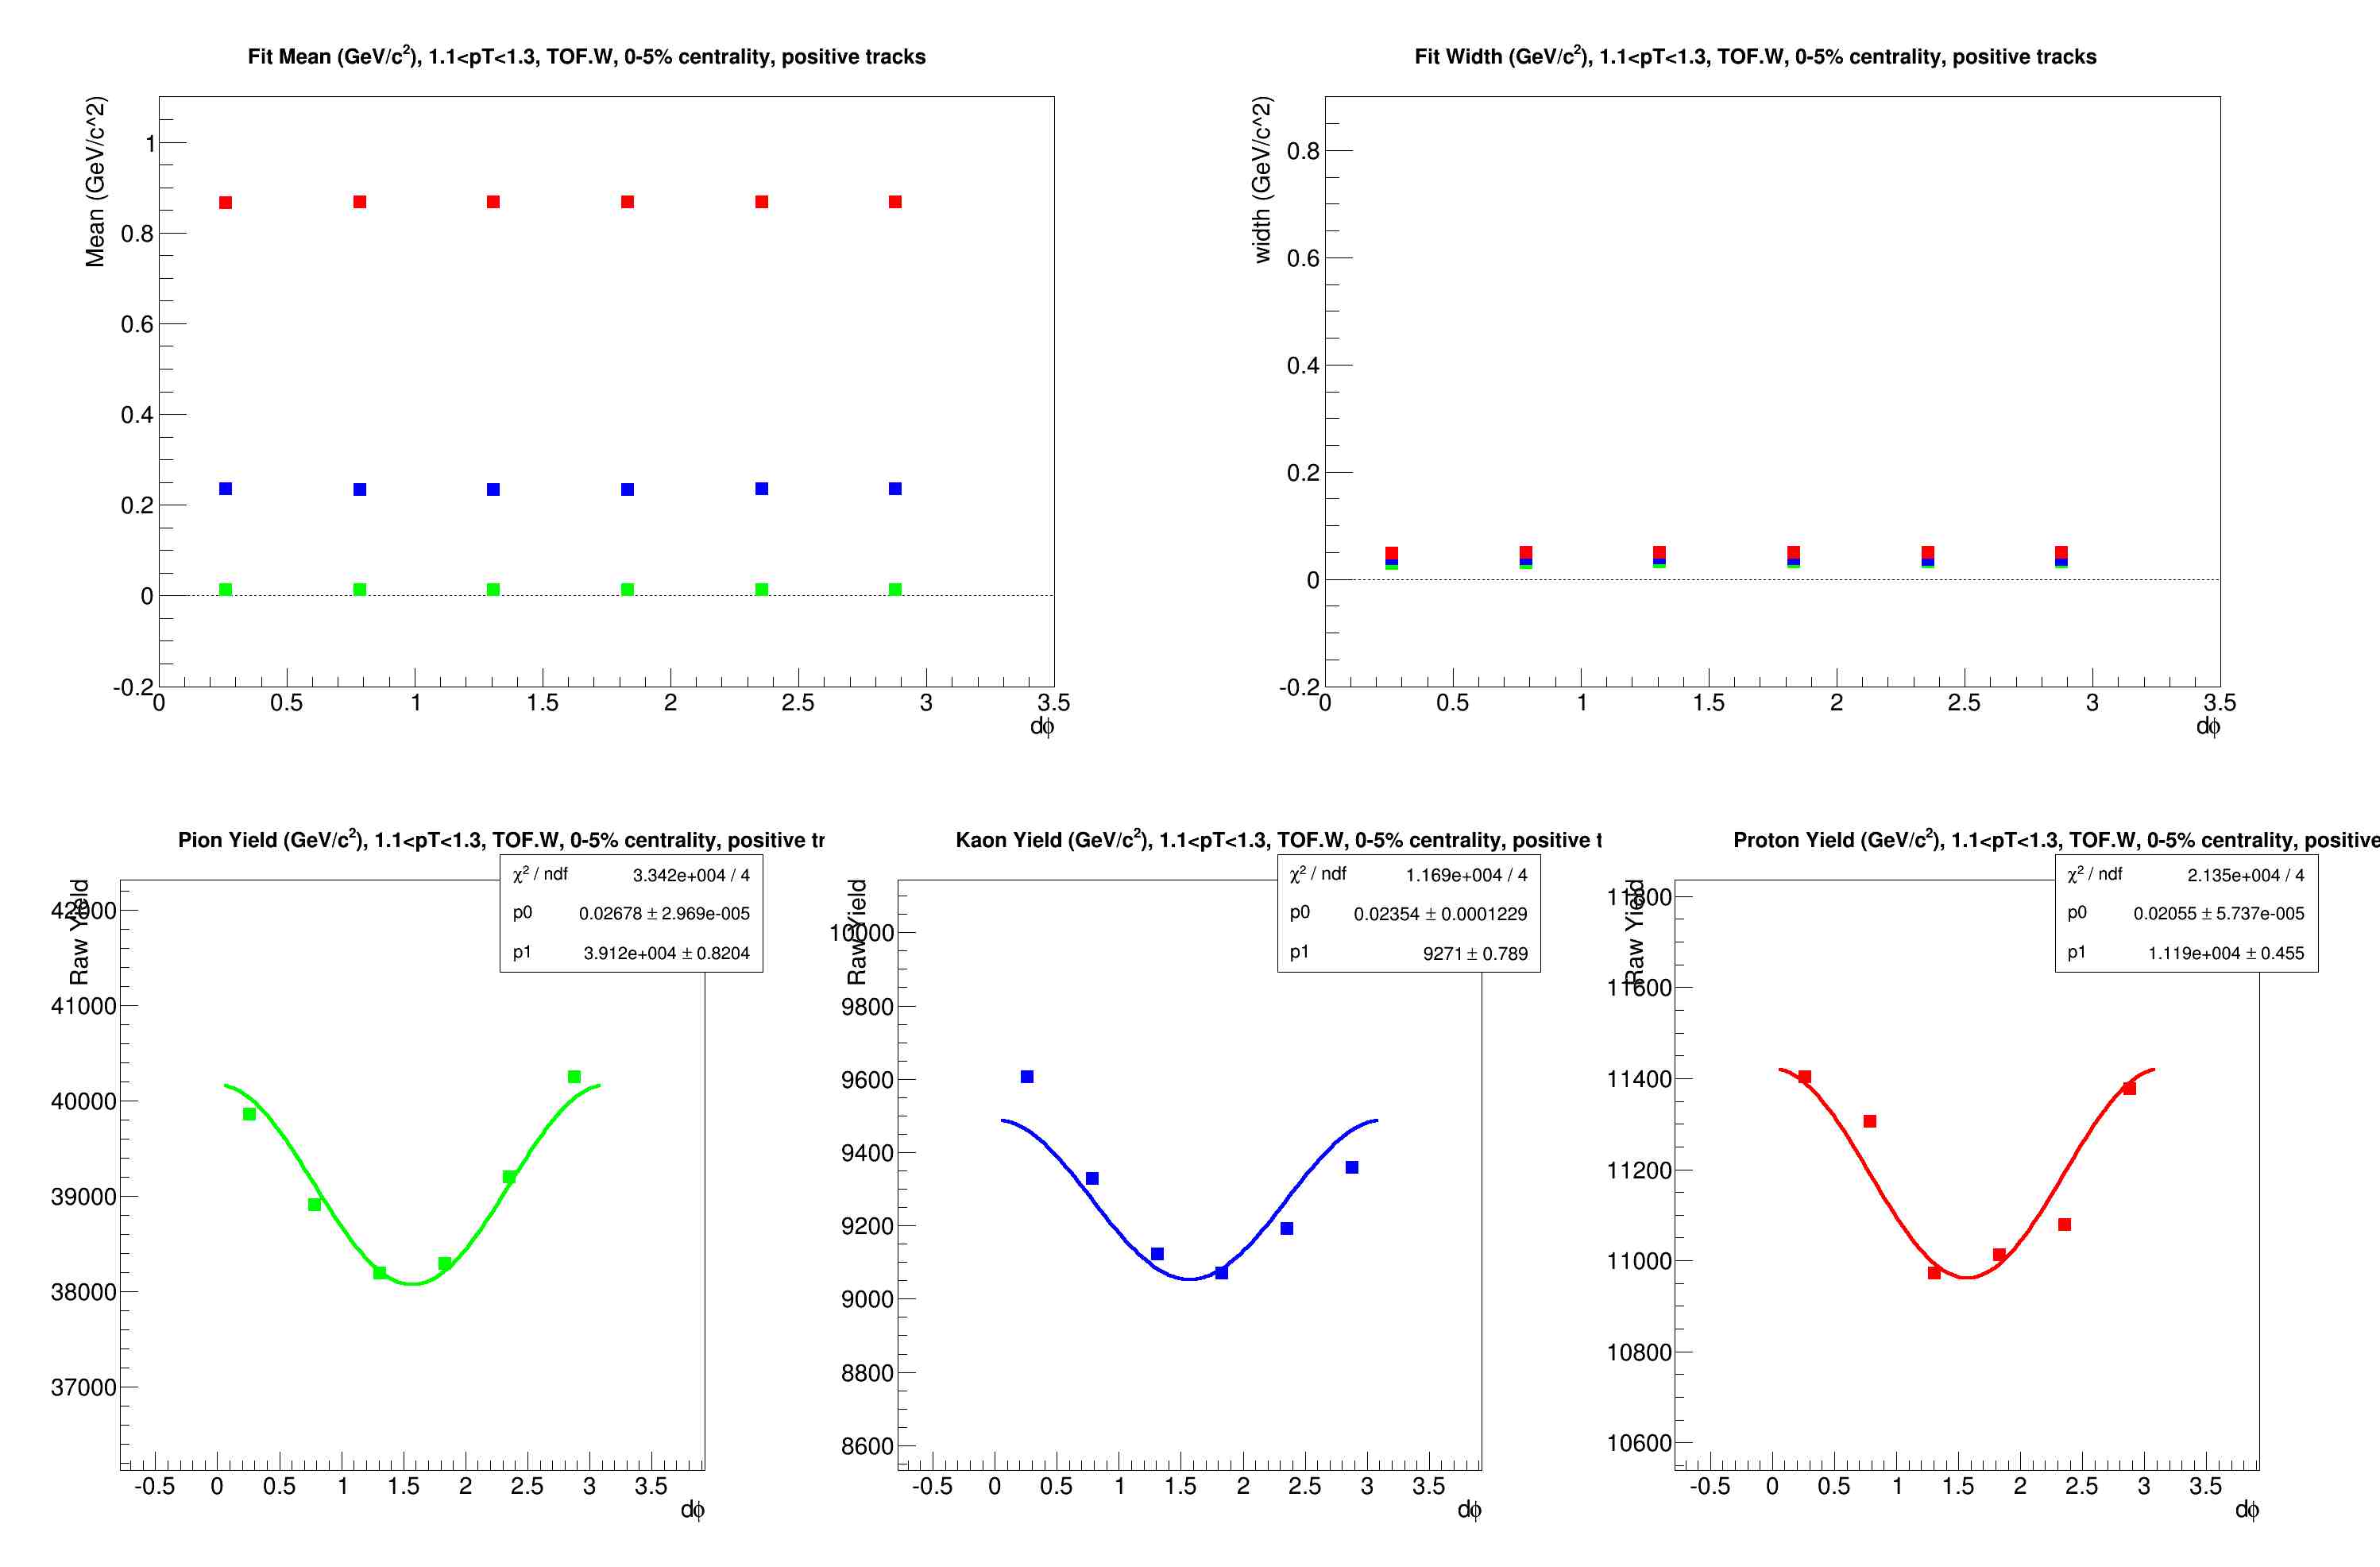 Fit Mean (GeV/c2), 1.1<pT<1.3, TOF.W, 0-5% centrality, positive tracks
Mean (GeV/c^2)
1
0.8
0.6
0.4
0.2
0
-0.2
0 0.5 1 1.5 2 2.5 3 3.5
dϕ
Fit Width (GeV/c2), 1.1<pT<1.3, TOF.W, 0-5% centrality, positive tracks
width (GeV/c^2)
0.8
0.6
0.4
0.2
0
-0.2
0 0.5 1 1.5 2 2.5 3 3.5
dϕ
Pion Yield (GeV/c2), 1.1<pT<1.3, TOF.W, 0-5% centrality, positive tr
χ2 / ndf 3.342e+004 / 4
p0 0.02678 ± 2.969e-005
p1 3.912e+004 ± 0.8204
Raw Yield
42000
41000
40000
39000
38000
37000
-0.5 0 0.5 1 1.5 2 2.5 3 3.5
dϕ
Kaon Yield (GeV/c2), 1.1<pT<1.3, TOF.W, 0-5% centrality, positive t
χ2 / ndf 1.169e+004 / 4
p0 0.02354 ± 0.0001229
p1 9271 ± 0.789
Raw Yield
10000
9800
9600
9400
9200
9000
8800
8600
-0.5 0 0.5 1 1.5 2 2.5 3 3.5
dϕ
Proton Yield (GeV/c2), 1.1<pT<1.3, TOF.W, 0-5% centrality, positive
χ2 / ndf 2.135e+004 / 4
p0 0.02055 ± 5.737e-005
p1 1.119e+004 ± 0.455
Raw Yield
11800
11600
11400
11200
11000
10800
10600
-0.5 0 0.5 1 1.5 2 2.5 3 3.5
dϕ